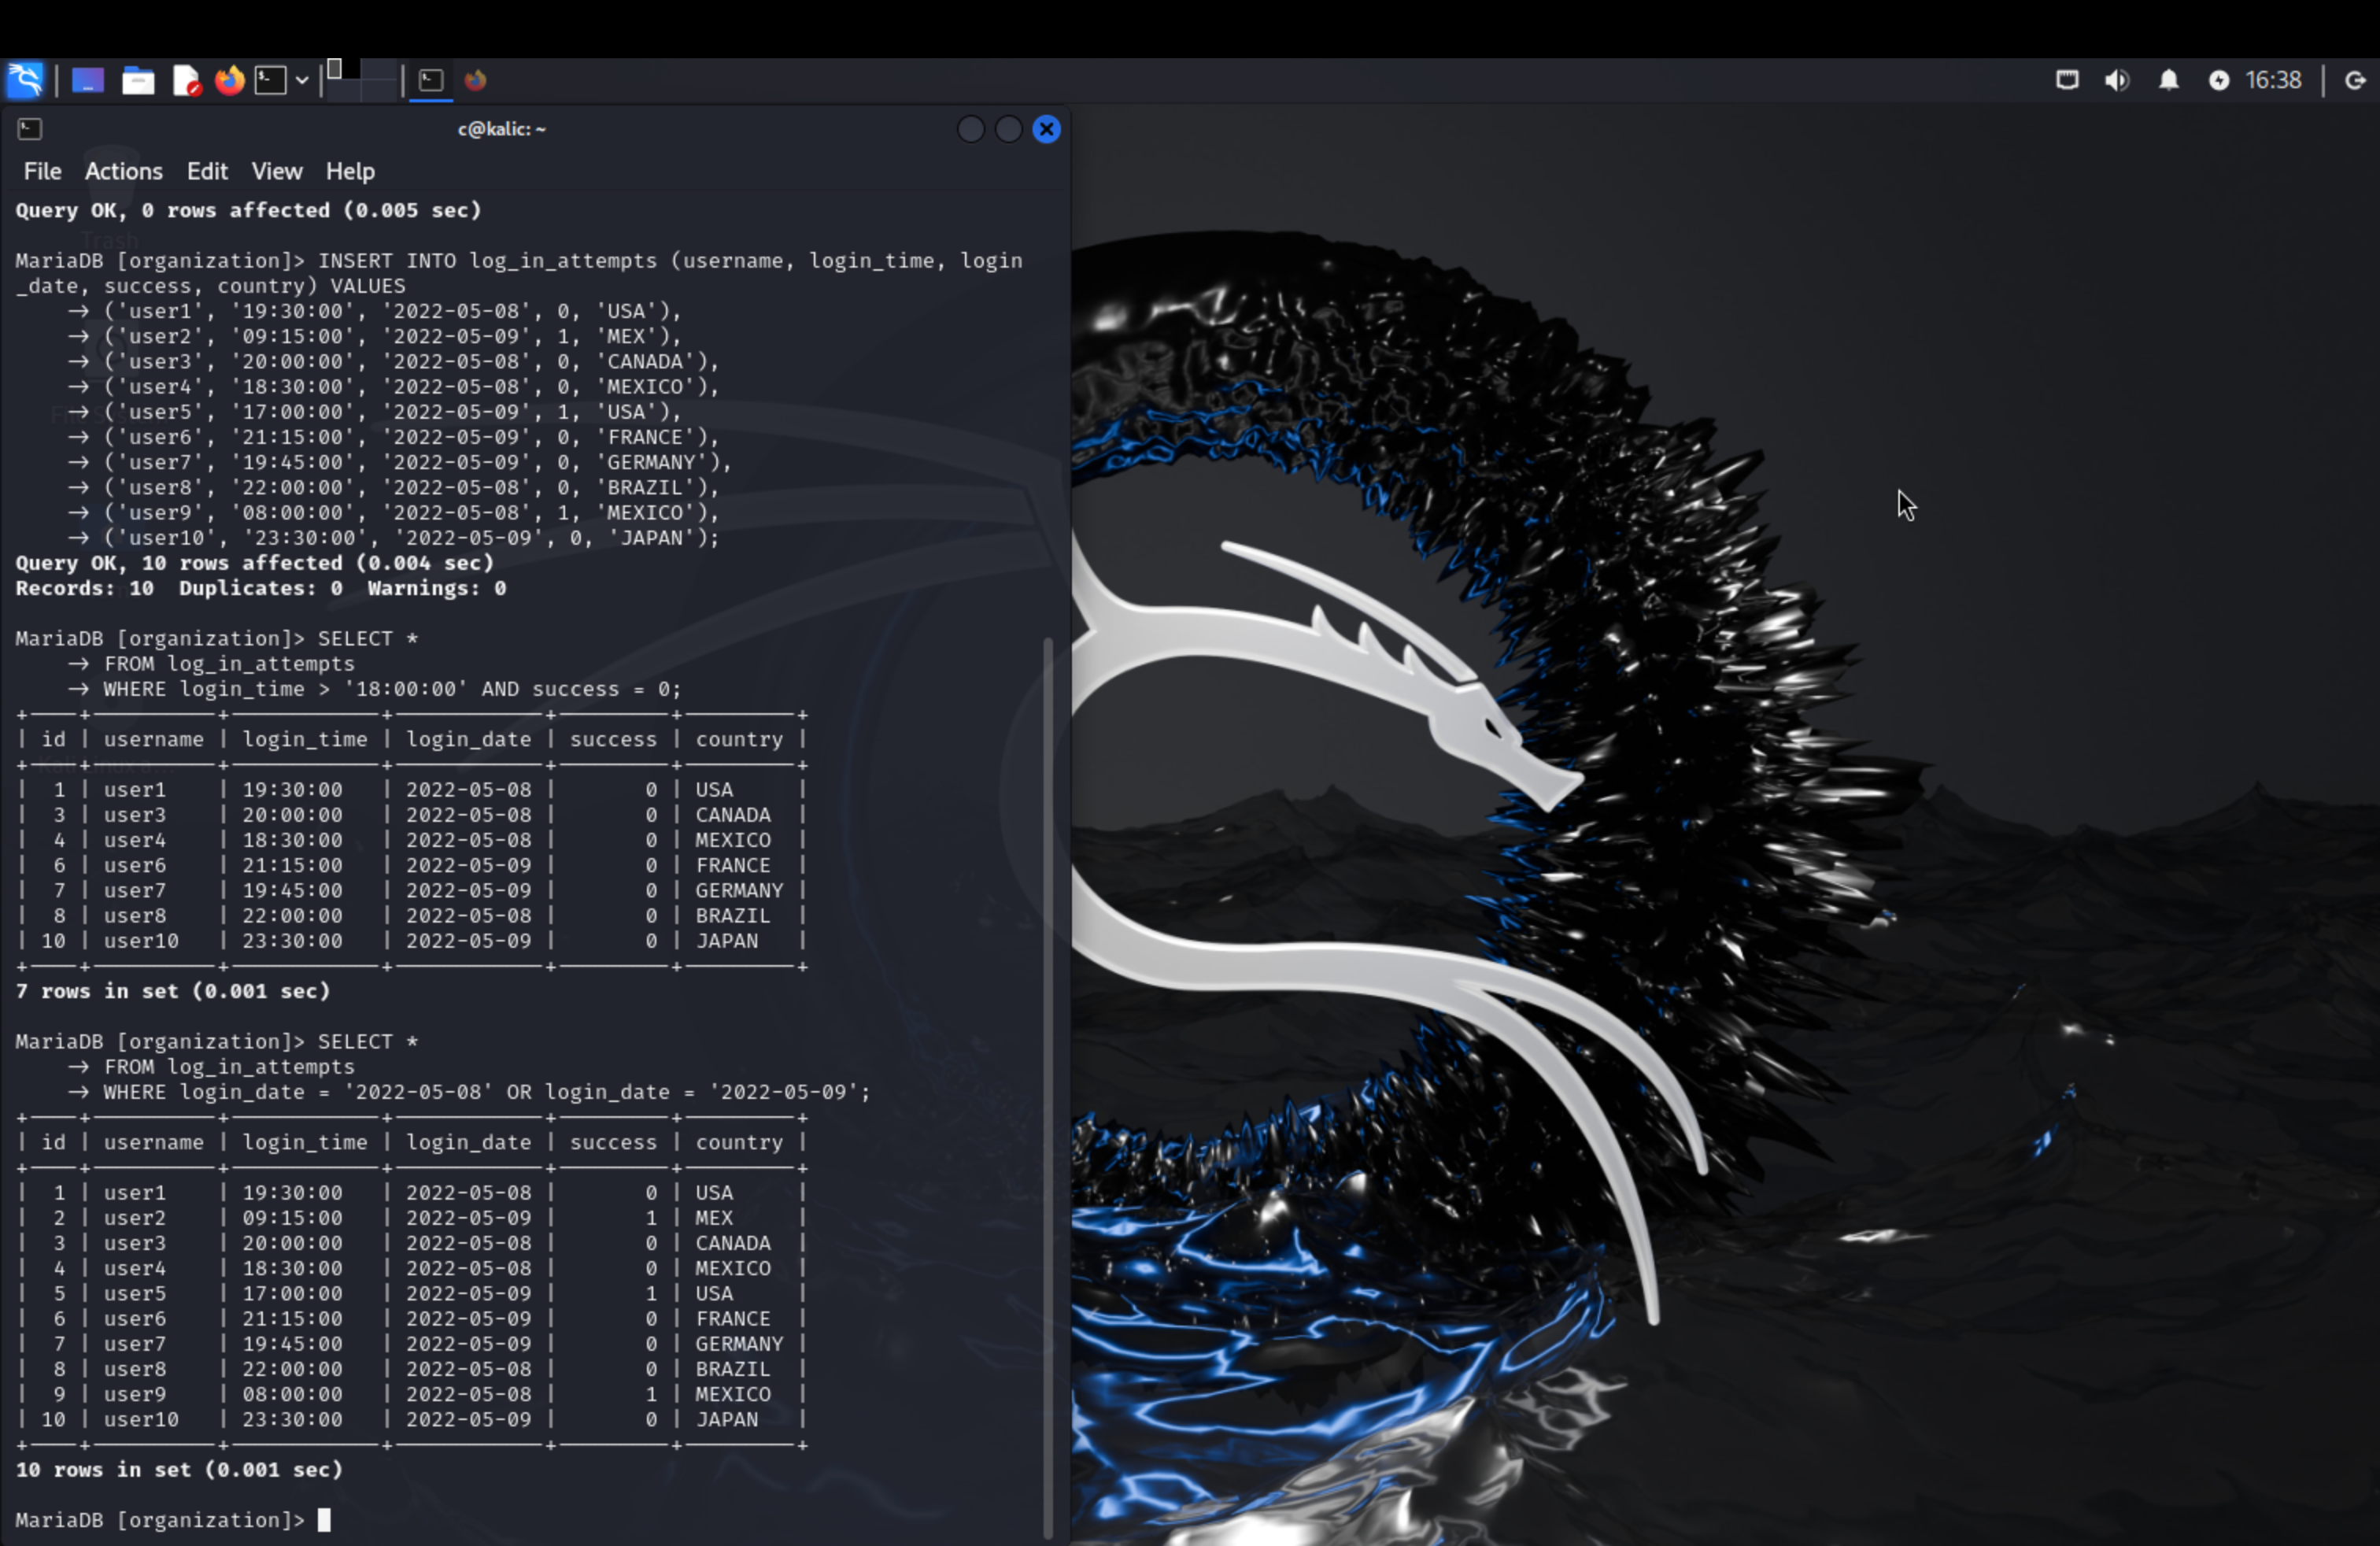 16:38
c@kalic: ~
File Actions Edit View Help
Query OK, 0 rows affected (0.005 sec)
Trash
MariaDB [organization]> INSERT INTO log_in_attempts (username, login_time, login
_date, success, country) VALUES
    → ('user1', '19:30:00', '2022-05-08', 0, 'USA'),
    → ('user2', '09:15:00', '2022-05-09', 1, 'MEX'),
    → ('user3', '20:00:00', '2022-05-08', 0, 'CANADA'),
    → ('user4', '18:30:00', '2022-05-08', 0, 'MEXICO'),
    → ('user5', '17:00:00', '2022-05-09', 1, 'USA'),
    → ('user6', '21:15:00', '2022-05-09', 0, 'FRANCE'),
    → ('user7', '19:45:00', '2022-05-09', 0, 'GERMANY'),
    → ('user8', '22:00:00', '2022-05-08', 0, 'BRAZIL'),
    → ('user9', '08:00:00', '2022-05-08', 1, 'MEXICO'),
    → ('user10', '23:30:00', '2022-05-09', 0, 'JAPAN');
Query OK, 10 rows affected (0.004 sec)
Records: 10  Duplicates: 0  Warnings: 0
MariaDB [organization]> SELECT *
    → FROM log_in_attempts
    → WHERE login_time > '18:00:00' AND success = 0;
| id | username | login_time | login_date | success | country |
| 1 | user1 | 19:30:00 | 2022-05-08 | 0 | USA |
| 3 | user3 | 20:00:00 | 2022-05-08 | 0 | CANADA |
| 4 | user4 | 18:30:00 | 2022-05-08 | 0 | MEXICO |
| 6 | user6 | 21:15:00 | 2022-05-09 | 0 | FRANCE |
| 7 | user7 | 19:45:00 | 2022-05-09 | 0 | GERMANY |
| 8 | user8 | 22:00:00 | 2022-05-08 | 0 | BRAZIL |
| 10 | user10 | 23:30:00 | 2022-05-09 | 0 | JAPAN |
7 rows in set (0.001 sec)
MariaDB [organization]> SELECT *
    → FROM log_in_attempts
    → WHERE login_date = '2022-05-08' OR login_date = '2022-05-09';
| id | username | login_time | login_date | success | country |
| 1 | user1 | 19:30:00 | 2022-05-08 | 0 | USA |
| 2 | user2 | 09:15:00 | 2022-05-09 | 1 | MEX |
| 3 | user3 | 20:00:00 | 2022-05-08 | 0 | CANADA |
| 4 | user4 | 18:30:00 | 2022-05-08 | 0 | MEXICO |
| 5 | user5 | 17:00:00 | 2022-05-09 | 1 | USA |
| 6 | user6 | 21:15:00 | 2022-05-09 | 0 | FRANCE |
| 7 | user7 | 19:45:00 | 2022-05-09 | 0 | GERMANY |
| 8 | user8 | 22:00:00 | 2022-05-08 | 0 | BRAZIL |
| 9 | user9 | 08:00:00 | 2022-05-08 | 1 | MEXICO |
| 10 | user10 | 23:30:00 | 2022-05-09 | 0 | JAPAN |
10 rows in set (0.001 sec)
MariaDB [organization]>